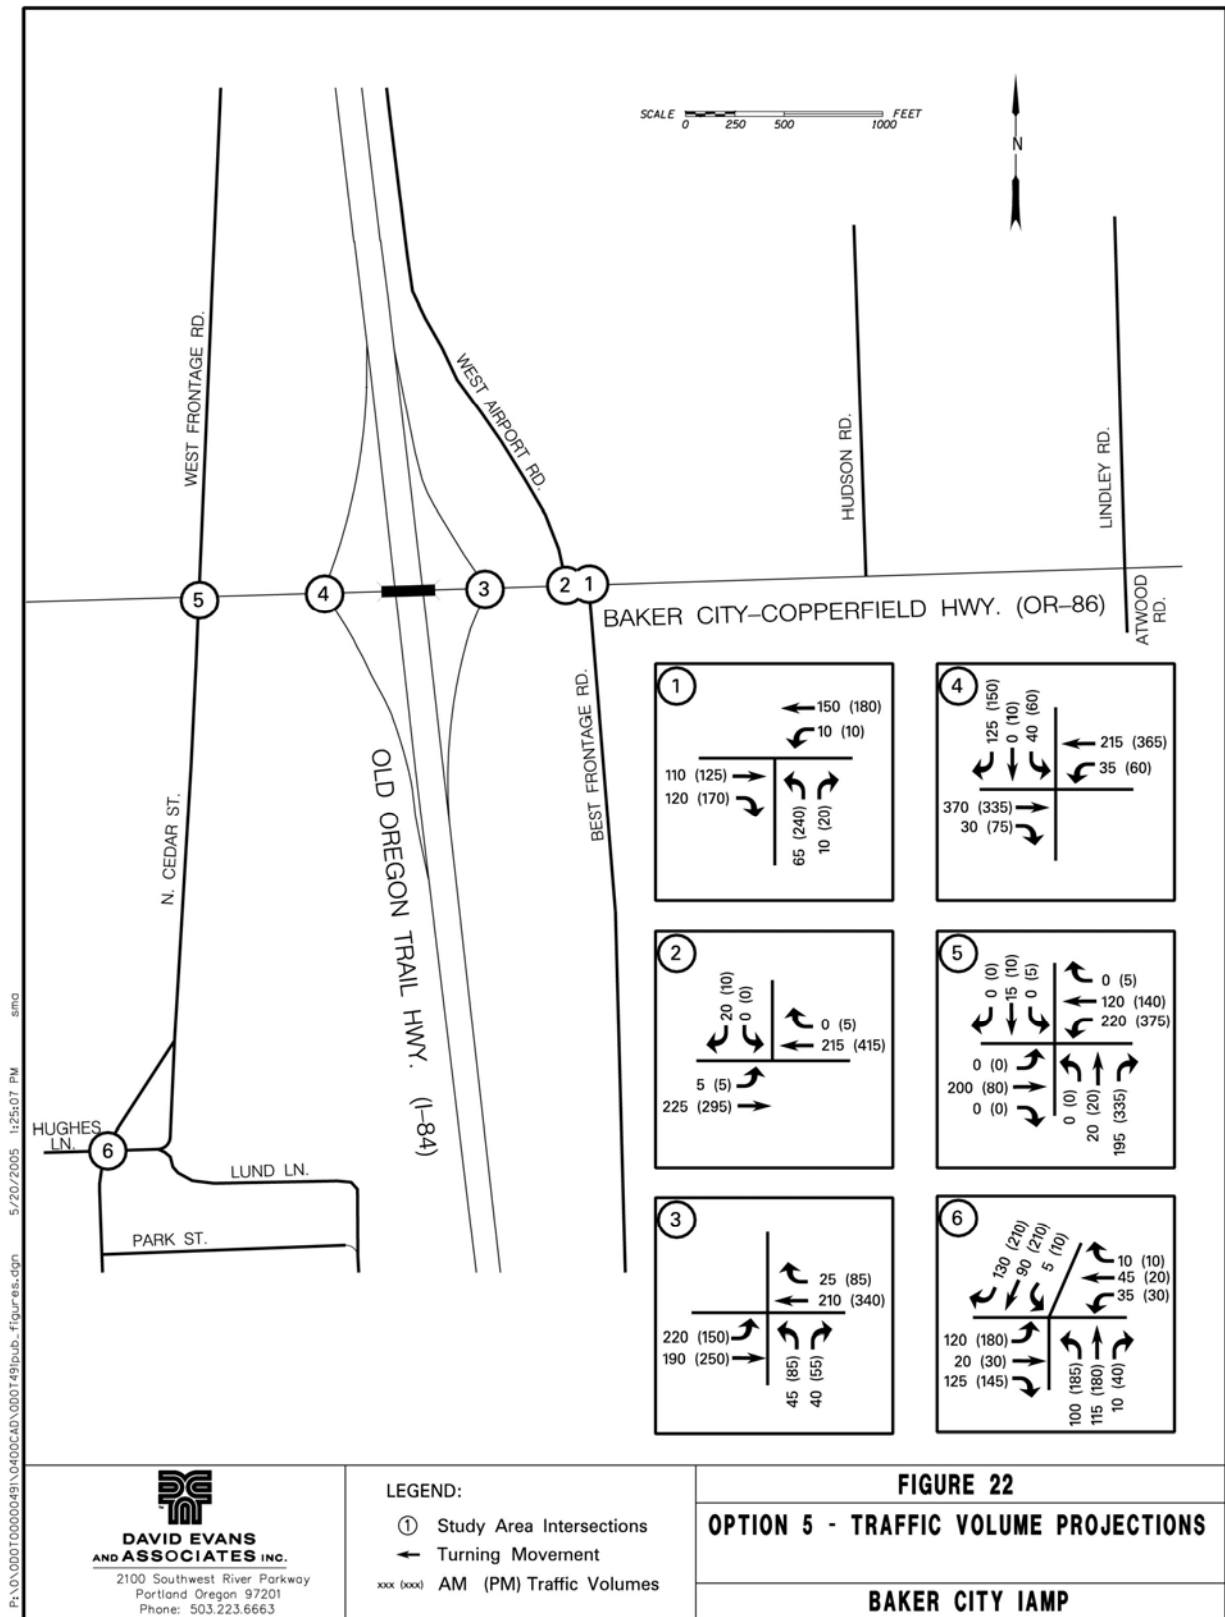 SCALE 0 250 500 1000 FEET
N
WEST FRONTAGE RD.
WEST AIRPORT RD.
HUDSON RD.
LINDLEY RD.
5
4
3
2
1
BAKER CITY–COPPERFIELD HWY. (OR–86)
ATWOOD RD.
N. CEDAR ST.
OLD OREGON TRAIL HWY. (I–84)
BEST FRONTAGE RD.
HUGHES LN.
6
LUND LN.
PARK ST.
1
150 (180)
10 (10)
110 (125)
120 (170)
65 (240)
10 (20)
4
125 (150)
0 (10)
40 (60)
215 (365)
35 (60)
370 (335)
30 (75)
2
20 (10)
0 (0)
0 (5)
215 (415)
5 (5)
225 (295)
5
0 (0)
15 (10)
0 (5)
0 (5)
120 (140)
220 (375)
0 (0)
200 (80)
0 (0)
0 (0)
20 (20)
195 (335)
3
25 (85)
210 (340)
220 (150)
190 (250)
45 (85)
40 (55)
6
130 (210)
90 (210)
5 (10)
10 (10)
45 (20)
35 (30)
120 (180)
20 (30)
125 (145)
100 (185)
115 (180)
10 (40)
5/20/2005 1:25:07 PM sma
DAVID EVANS
AND ASSOCIATES INC.
2100 Southwest River Parkway
Portland Oregon 97201
Phone: 503.223.6663
LEGEND:
1 Study Area Intersections
Turning Movement
xxx (xxx) AM (PM) Traffic Volumes
FIGURE 22
OPTION 5 - TRAFFIC VOLUME PROJECTIONS
BAKER CITY IAMP